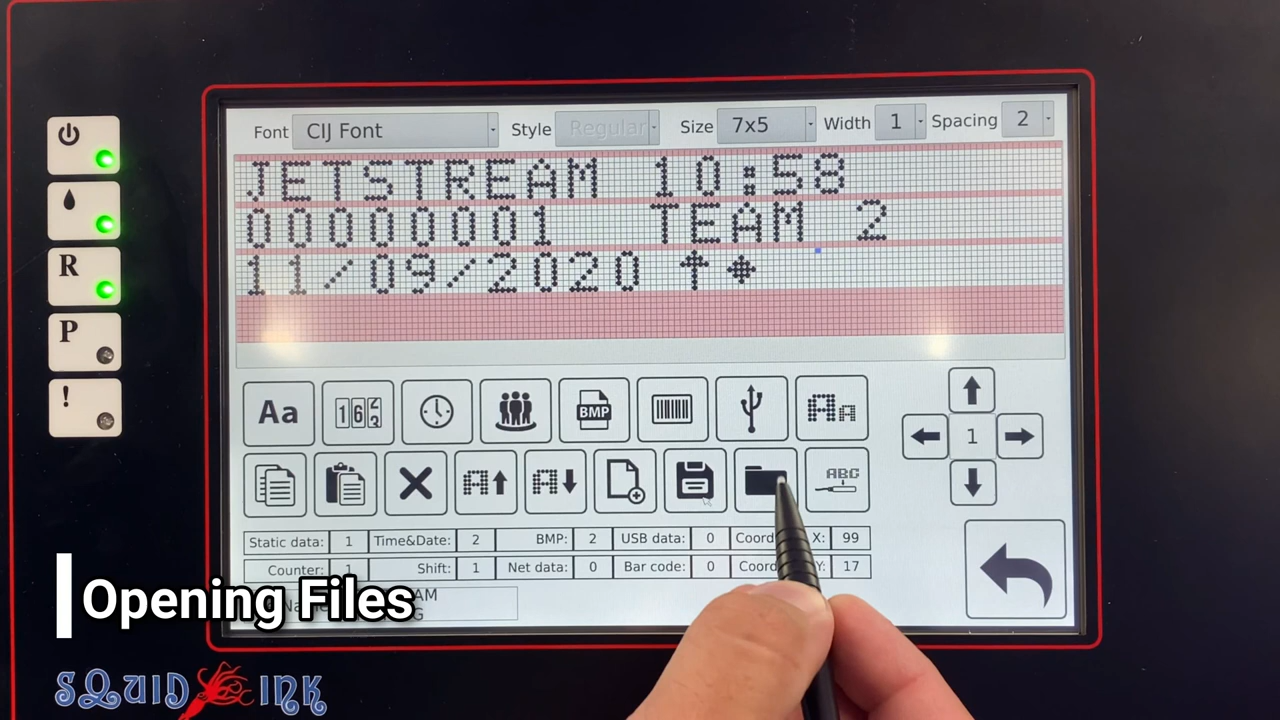 Font CIJ Font Style Regular Size 7x5 Width 1 Spacing 2
JETSTREAM 10:58
00000001 TEAM 2
11/09/2020 ↑
R
P
!
Aa 1 6 BMP A A
1
A A ABC
Static data: 1 Time&Date: 2 BMP: 2 USB data: 0 X: 99
Counter: 1 Shift: 1 Net data: 0 Bar code: 0 Y: 17
Opening Files
SQUID INK